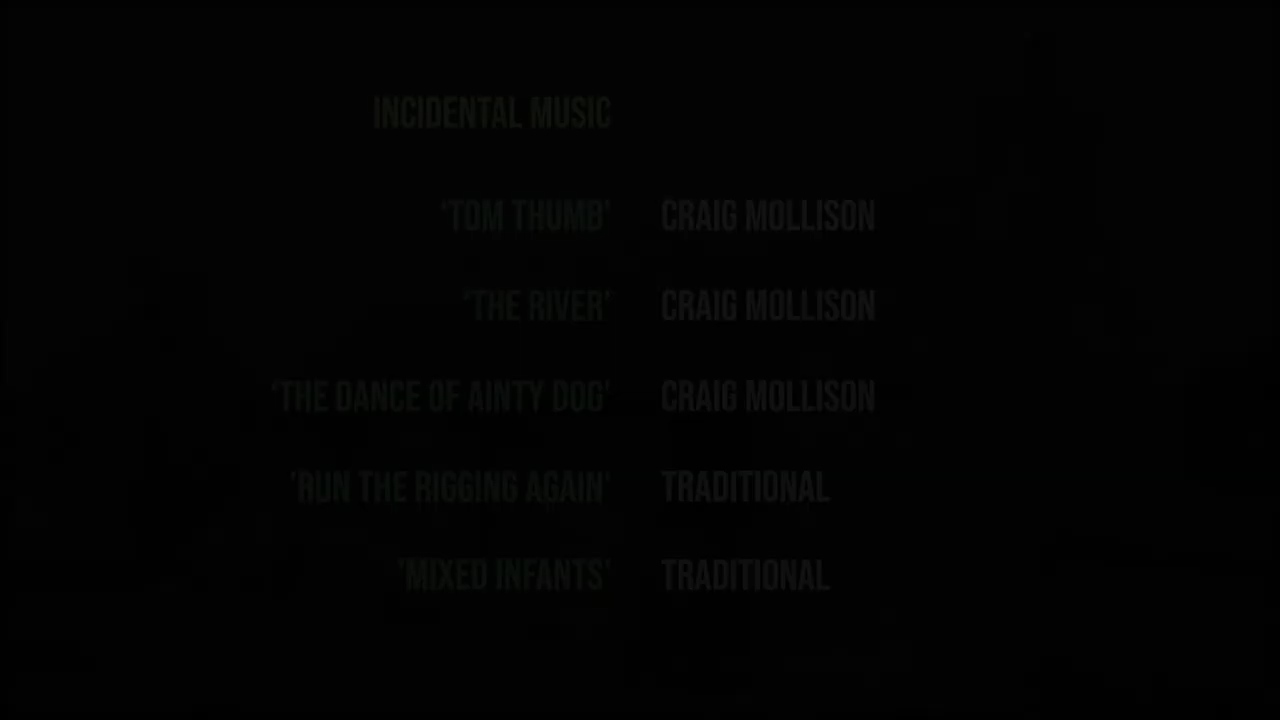 INCIDENTAL MUSIC
'TOM THUMB' CRAIG MOLLISON
'THE RIVER' CRAIG MOLLISON
'THE DANCE OF AINTY DOG' CRAIG MOLLISON
'RUN THE RIGGING AGAIN' TRADITIONAL
'MIXED INFANTS' TRADITIONAL